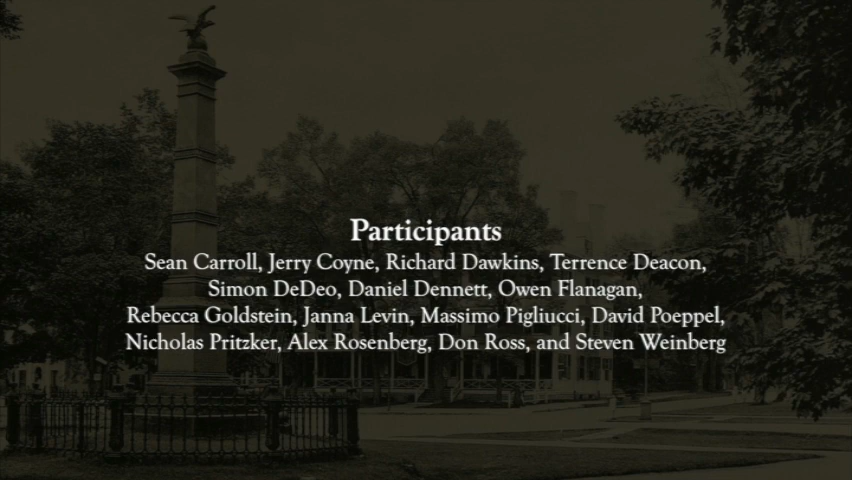 Participants
Sean Carroll, Jerry Coyne, Richard Dawkins, Terrence Deacon,
Simon DeDeo, Daniel Dennett, Owen Flanagan,
Rebecca Goldstein, Janna Levin, Massimo Pigliucci, David Poeppel,
Nicholas Pritzker, Alex Rosenberg, Don Ross, and Steven Weinberg